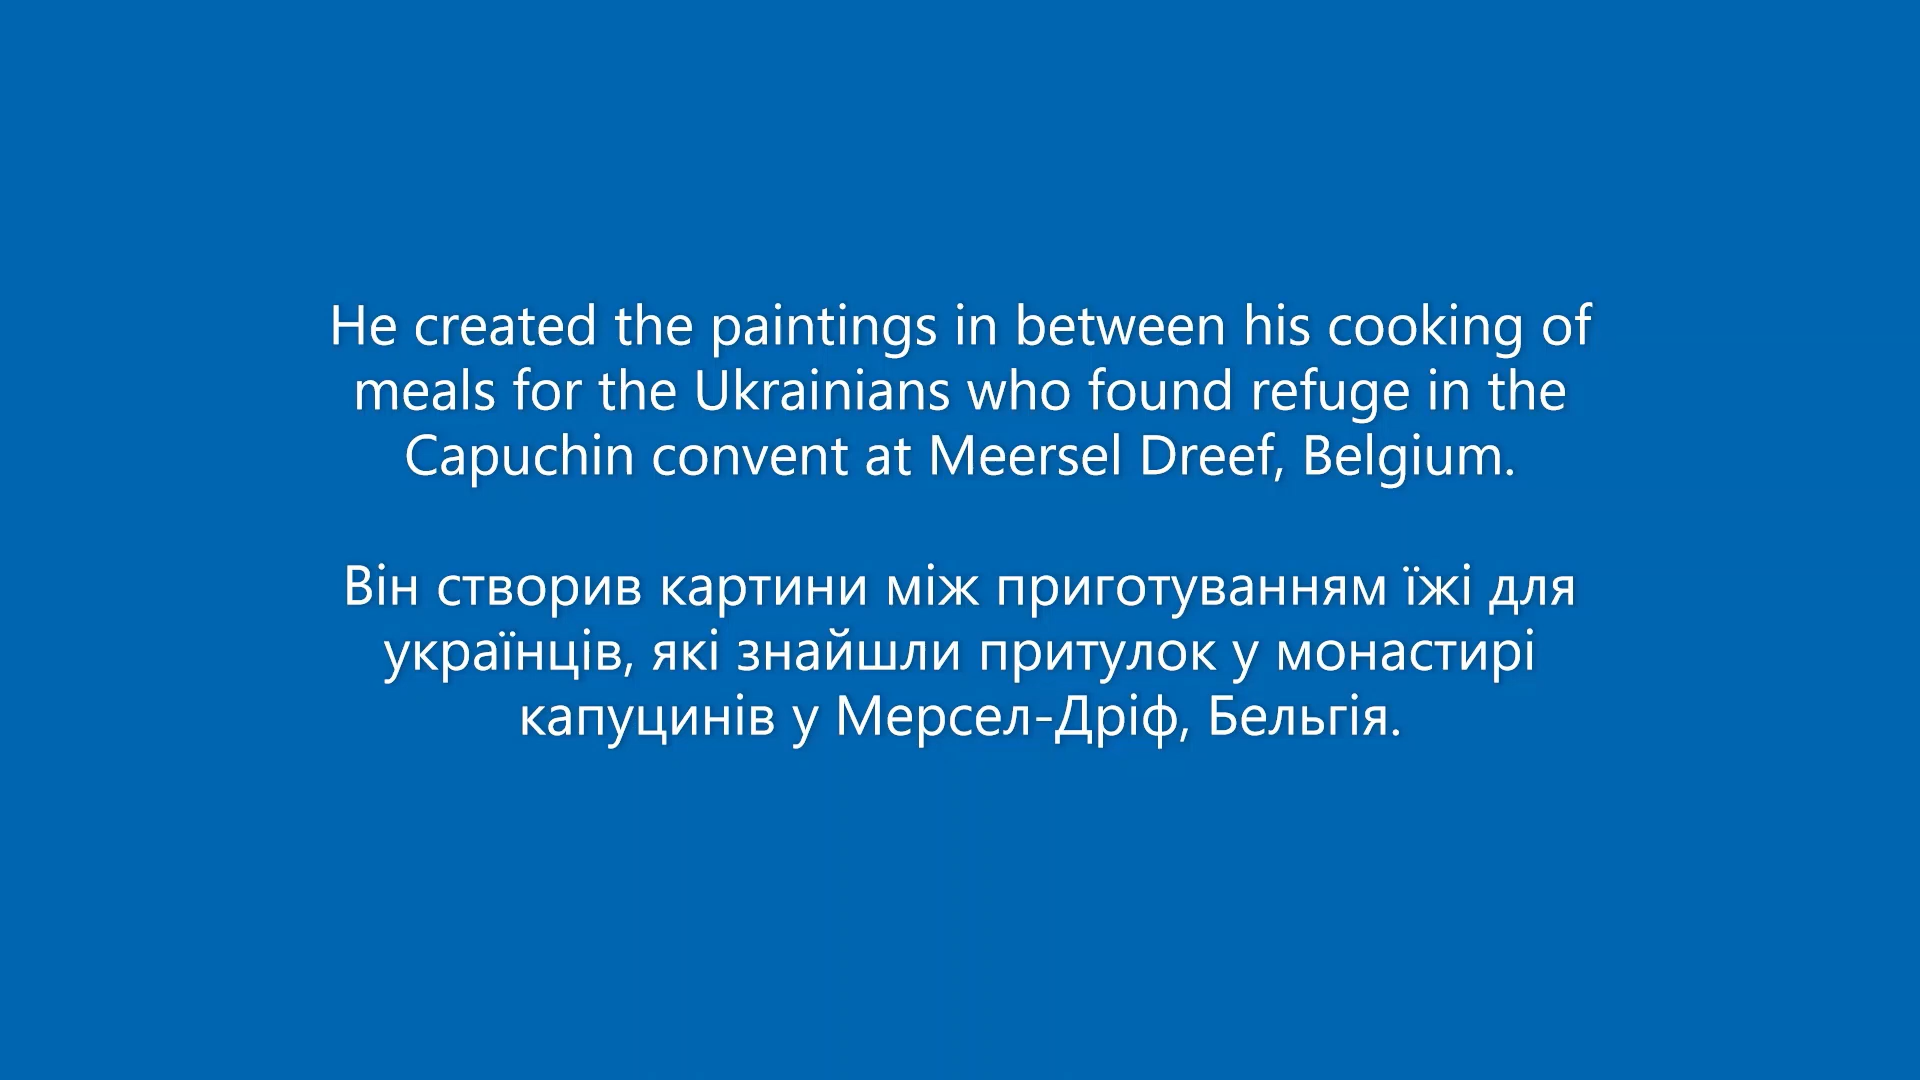 He created the paintings in between his cooking of
meals for the Ukrainians who found refuge in the
Capuchin convent at Meersel Dreef, Belgium.
Він створив картини між приготуванням їжі для
українців, які знайшли притулок у монастирі
капуцинів у Мерсел-Дріф, Бельгія.